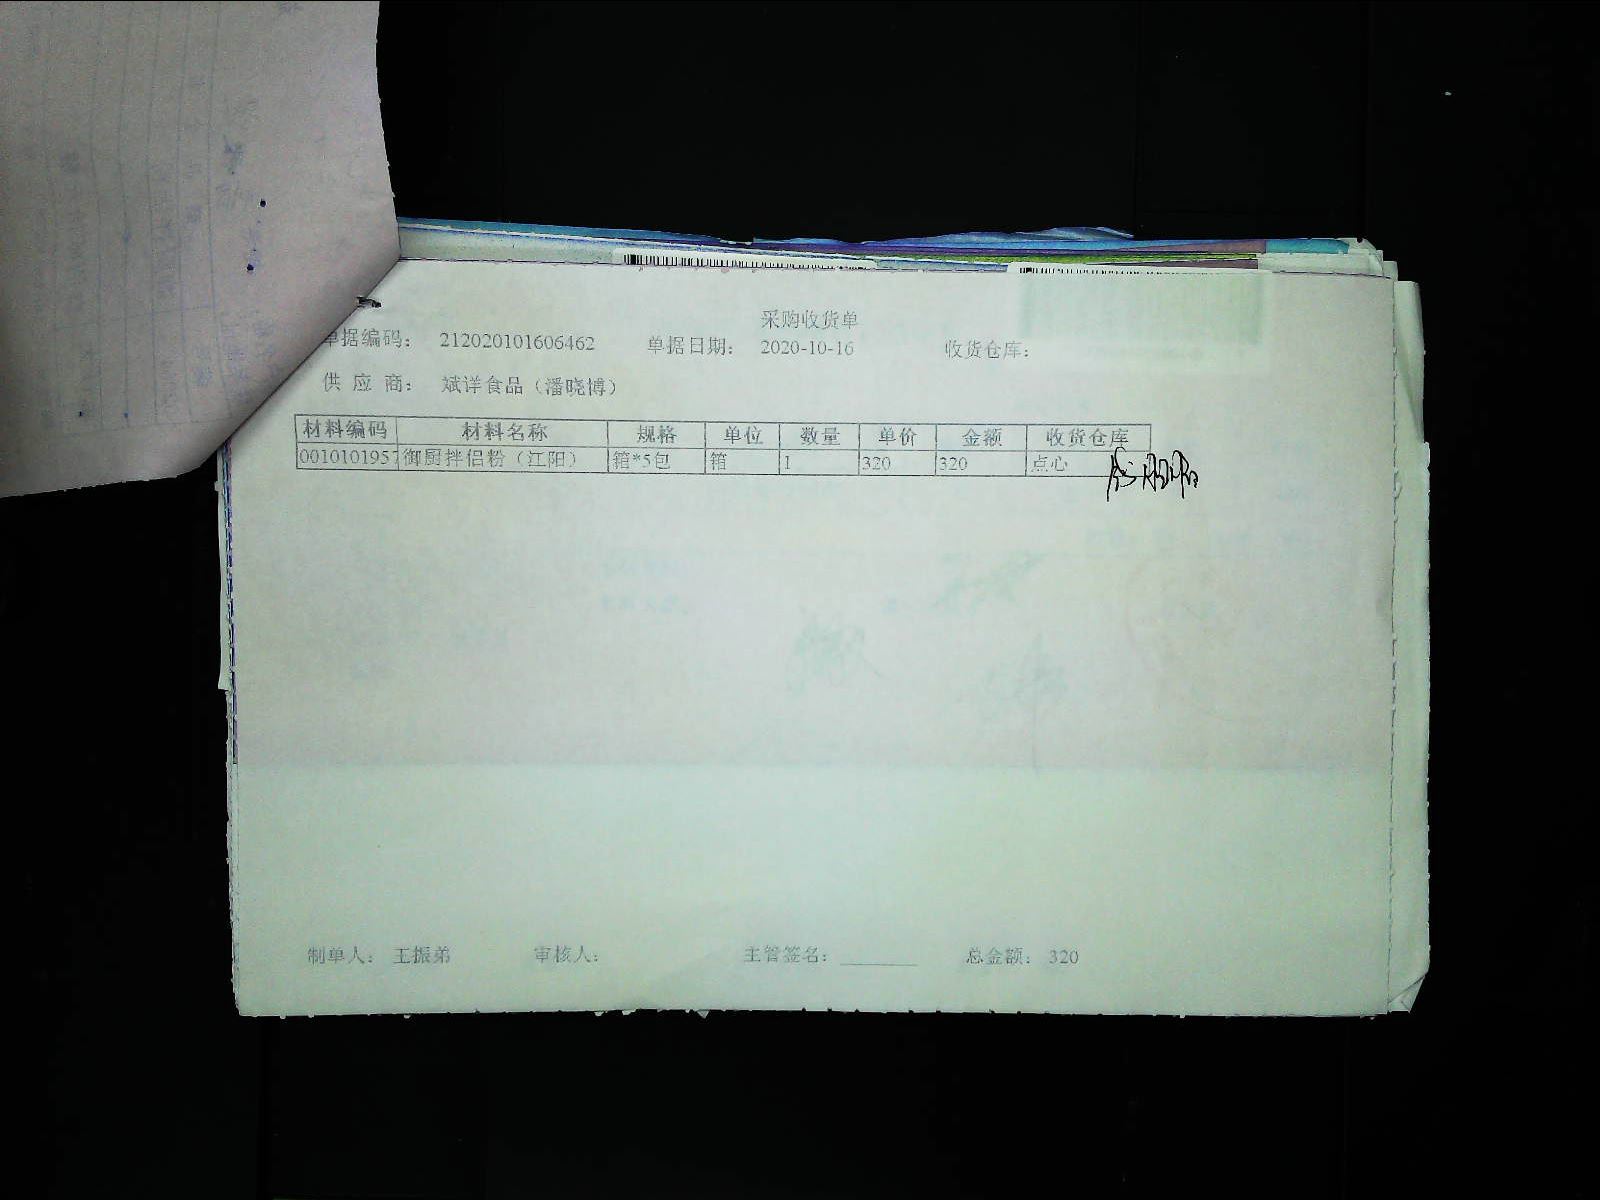 采购收货单
单据编码： 212020101606462 单据日期： 2020-10-16 收货仓库：
供 应 商： 斌详食品（潘晓博）
材料编码 材料名称 规格 单位 数量 单价 金额 收货仓库
0010101957 御厨拌侣粉（江阳） 箱*5包 箱 1 320 320 点心
制单人： 王振弟 审核人： 主管签名： ________ 总金额： 320